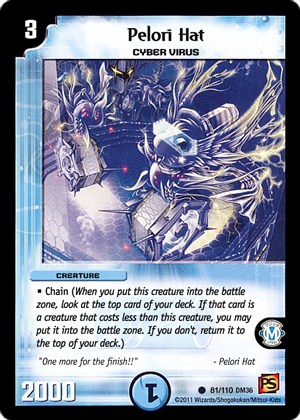 3
Pelori Hat
CYBER VIRUS
CREATURE
▪ Chain (When you put this creature into the battle
zone, look at the top card of your deck. If that card
is a creature that costs less than this creature, you may
put it into the battle zone. If you don't, return it to
the top of your deck.)
"One more for the finish!!" - Pelori Hat
2000
81/110 DM36
©2011 Wizards/Shogakukan/Mitsui-Kids
PS